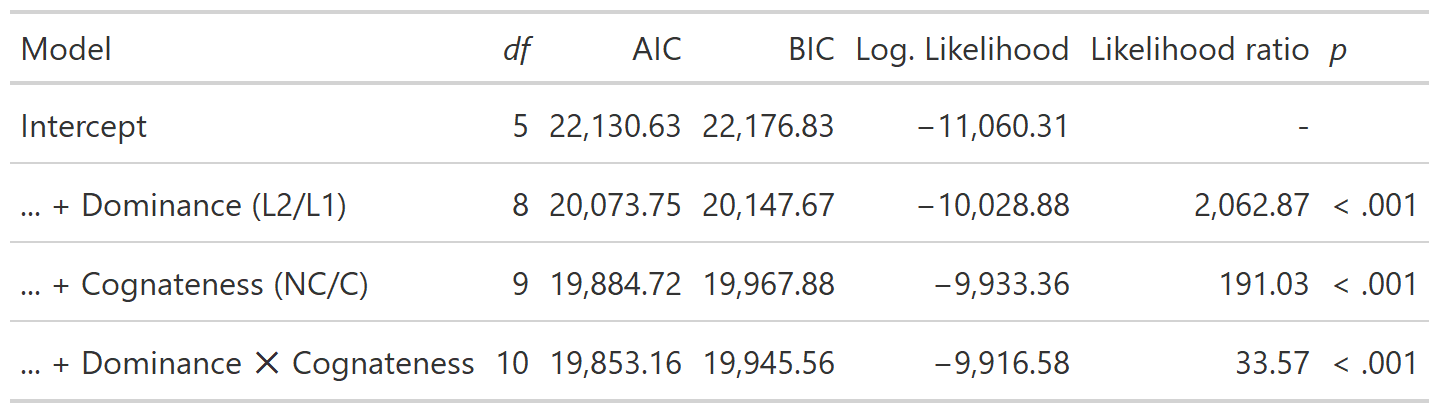 Model df AIC BIC Log. Likelihood Likelihood ratio p
Intercept 5 22,130.63 22,176.83 −11,060.31 -
... + Dominance (L2/L1) 8 20,073.75 20,147.67 −10,028.88 2,062.87 < .001
... + Cognateness (NC/C) 9 19,884.72 19,967.88 −9,933.36 191.03 < .001
... + Dominance ✕ Cognateness 10 19,853.16 19,945.56 −9,916.58 33.57 < .001